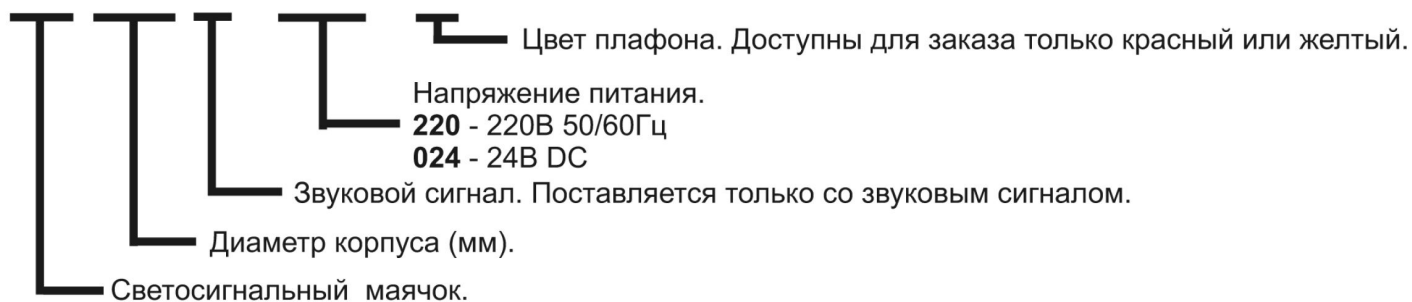 Цвет плафона. Доступны для заказа только красный или желтый.
Напряжение питания.
220 - 220В 50/60Гц
024 - 24В DC
Звуковой сигнал. Поставляется только со звуковым сигналом.
Диаметр корпуса (мм).
Светосигнальный маячок.